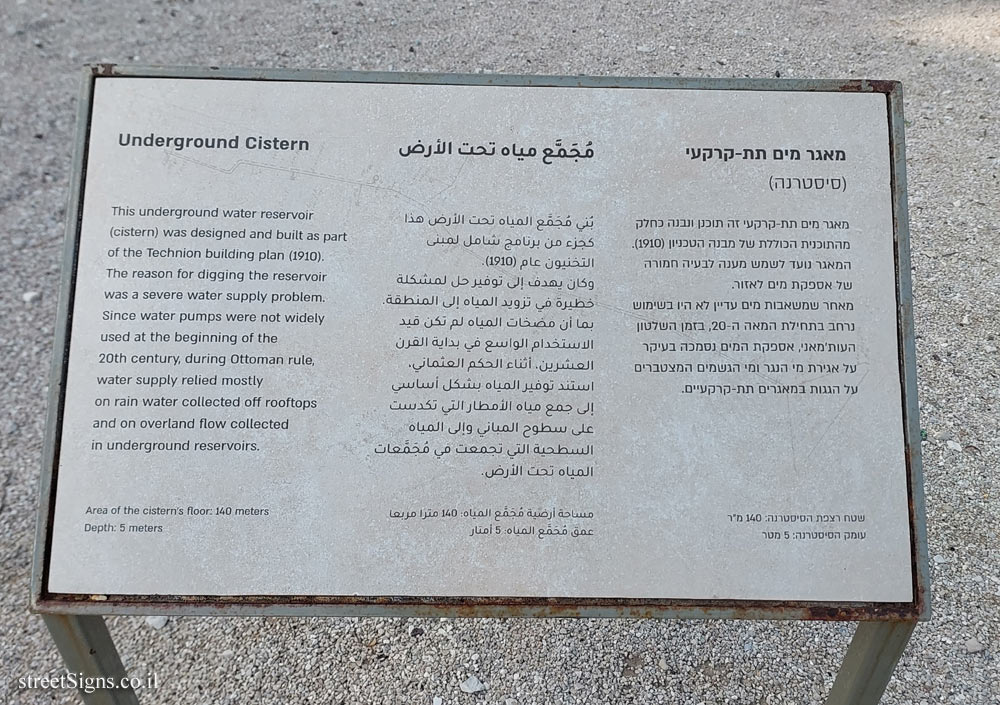 Underground Cistern
This underground water reservoir
(cistern) was designed and built as part
of the Technion building plan (1910).
The reason for digging the reservoir
was a severe water supply problem.
Since water pumps were not widely
used at the beginning of the
20th century, during Ottoman rule,
water supply relied mostly
on rain water collected off rooftops
and on overland flow collected
in underground reservoirs.
Area of the cistern's floor: 140 meters
Depth: 5 meters
مُجَمَّع مياه تحت الأرض
بُني مُجَمَّع المياه تحت الأرض هذا
كجزء من برنامج شامل لمبنى
التخنيون عام (1910).
وكان يهدف إلى توفير حل لمشكلة
خطيرة في تزويد المياه إلى المنطقة.
بما أن مضخات المياه لم تكن قيد
الاستخدام الواسع في بداية القرن
العشرين، أثناء الحكم العثماني،
استند توفير المياه بشكل أساسي
إلى جمع مياه الأمطار التي تكدست
على سطوح المباني وإلى المياه
السطحية التي تجمعت في مُجَمَّعات
المياه تحت الأرض.
مساحة أرضية مُجَمَّع المياه: 140 مترا مربعا
عمق مُجَمَّع المياه: 5 أمتار
מאגר מים תת-קרקעי
(סיסטרנה)
מאגר מים תת-קרקעי זה תוכנן ונבנה כחלק
מהתוכנית הכוללת של מבנה הטכניון (1910).
המאגר נועד לשמש מענה לבעיה חמורה
של אספקת מים לאזור.
מאחר שמשאבות מים עדיין לא היו בשימוש
נרחב בתחילת המאה ה-20, בזמן השלטון
העות'מאני, אספקת המים נסמכה בעיקר
על אגירת מי הנגר ומי הגשמים המצטברים
על הגגות במאגרים תת-קרקעיים.
שטח רצפת הסיסטרנה: 140 מ"ר
עומק הסיסטרנה: 5 מטר
streetSigns.co.il